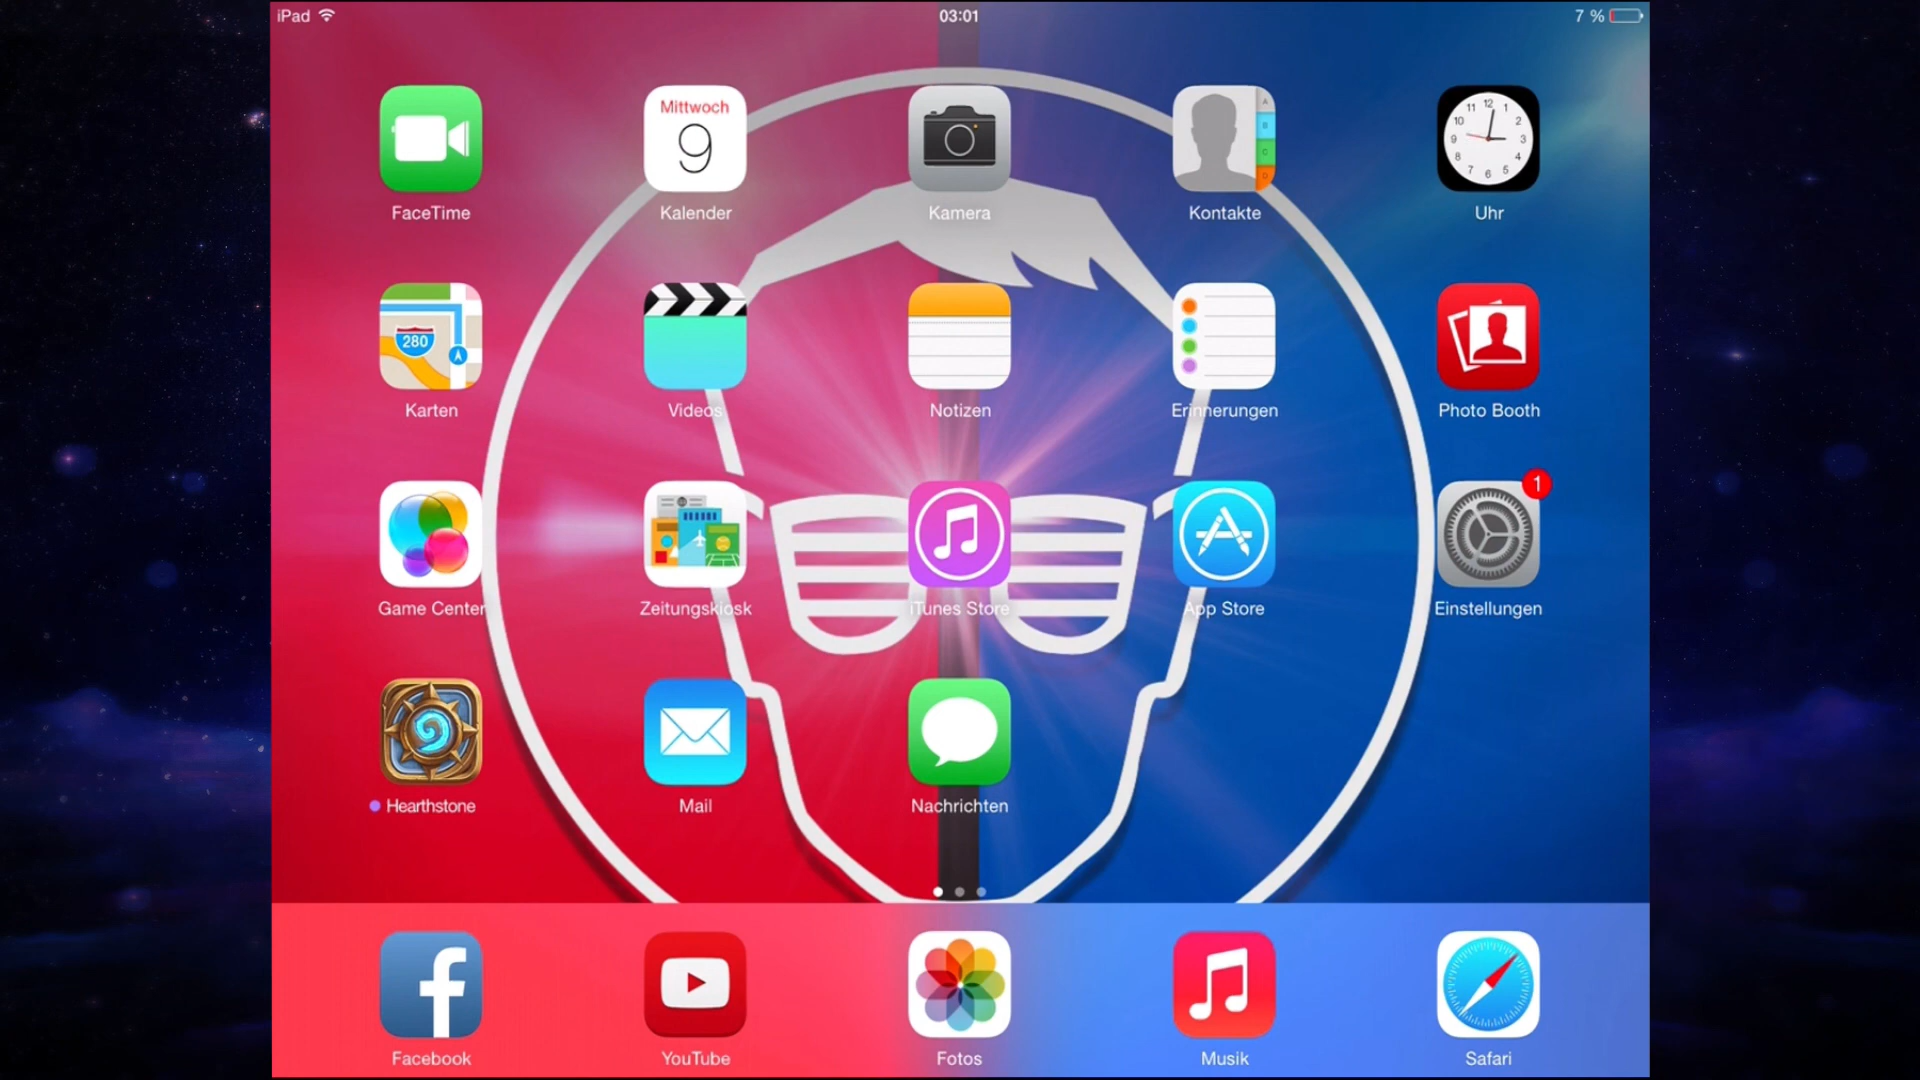 iPad 03:01 7 %
Mittwoch
9
FaceTime Kalender Kamera Kontakte Uhr
280
Karten Videos Notizen Erinnerungen Photo Booth
1
Game Center Zeitungskiosk iTunes Store App Store Einstellungen
Hearthstone Mail Nachrichten
Facebook YouTube Fotos Musik Safari